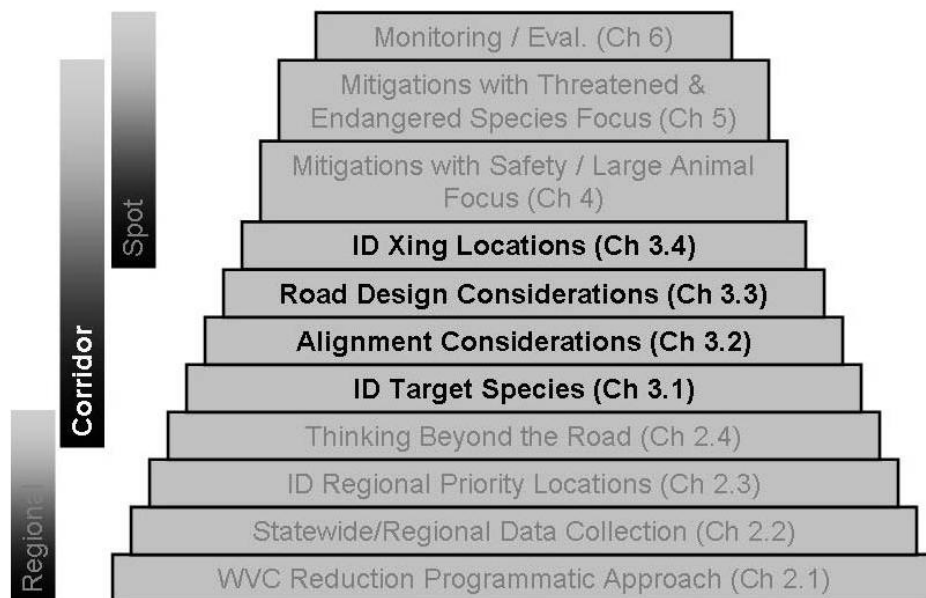 Monitoring / Eval. (Ch 6)
Mitigations with Threatened &
Endangered Species Focus (Ch 5)
Mitigations with Safety / Large Animal
Focus (Ch 4)
ID Xing Locations (Ch 3.4)
Road Design Considerations (Ch 3.3)
Alignment Considerations (Ch 3.2)
ID Target Species (Ch 3.1)
Thinking Beyond the Road (Ch 2.4)
ID Regional Priority Locations (Ch 2.3)
Statewide/Regional Data Collection (Ch 2.2)
WVC Reduction Programmatic Approach (Ch 2.1)
Spot
Corridor
Regional